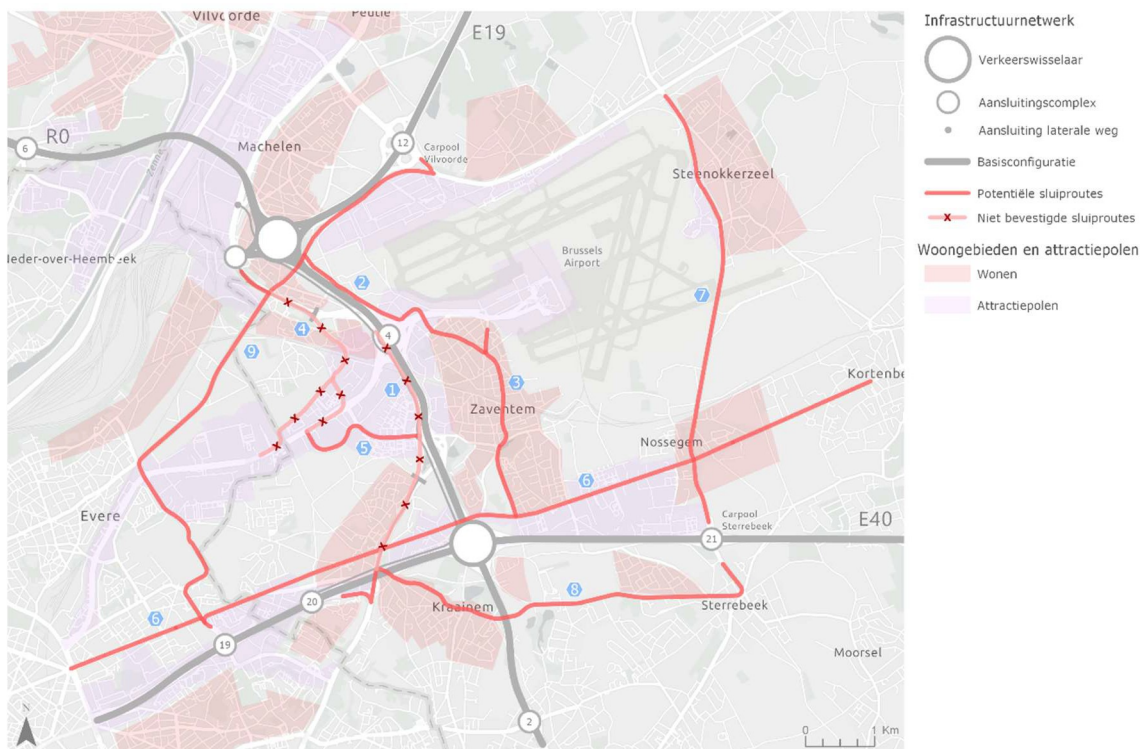 Vilvoorde
Peutie
E19
R0
6
Zenne
Machelen
12
Carpool
Vilvoorde
Steenokkerzeel
Neder-over-Heembeek
Brussels
Airport
2
7
4
4
9
1
3
Kortenbe
Zaventem
Nossegem
5
6
Evere
Carpool
Sterrebeek
E40
21
8
20
Kraainem
Sterrebeek
6
19
Moorsel
2
N
0 1 Km
Infrastructuurnetwerk
Verkeerswisselaar
Aansluitingscomplex
Aansluiting laterale weg
Basisconfiguratie
Potentiële sluiproutes
x Niet bevestigde sluiproutes
Woongebieden en attractiepolen
Wonen
Attractiepolen